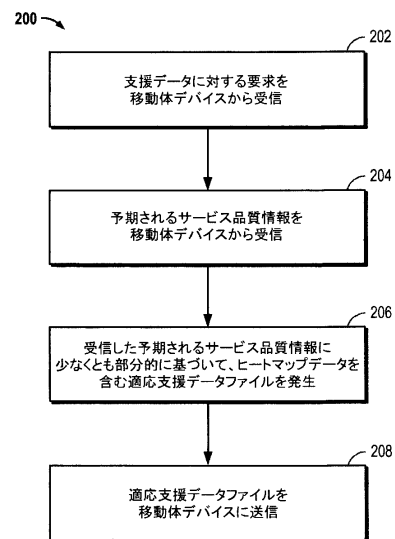 200
202
支援データに対する要求を
移動体デバイスから受信
204
予期されるサービス品質情報を
移動体デバイスから受信
206
受信した予期されるサービス品質情報に
少なくとも部分的に基づいて、ヒートマップデータを
含む適応支援データファイルを発生
208
適応支援データファイルを
移動体デバイスに送信